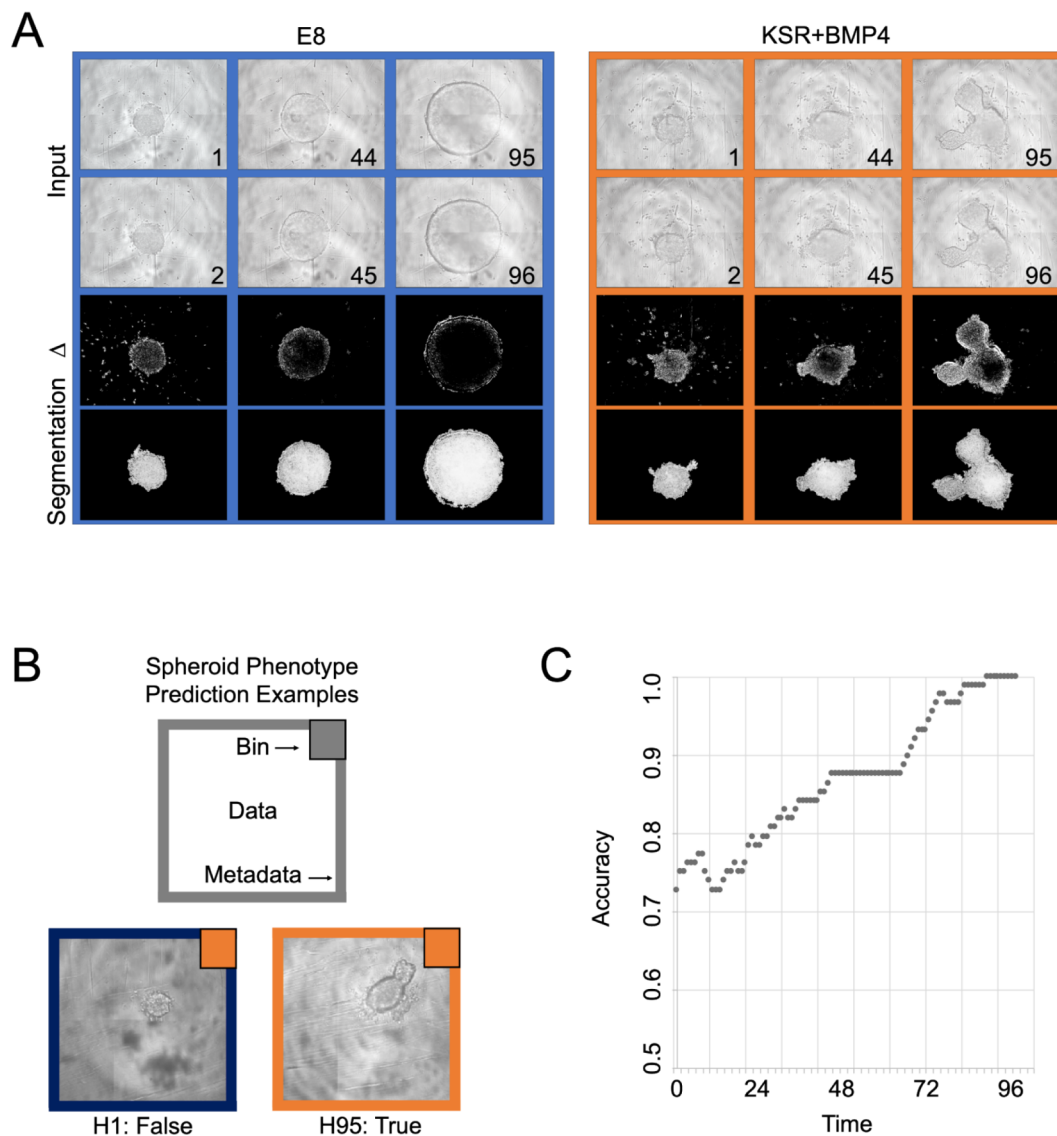 A
E8
KSR+BMP4
Input
1
44
95
1
44
95
2
45
96
2
45
96
Δ
Segmentation
B
Spheroid Phenotype
Prediction Examples
Bin →
Data
Metadata →
H1: False
H95: True
C
Accuracy
1.0
0.9
0.8
0.7
0.6
0.5
0
24
48
72
96
Time